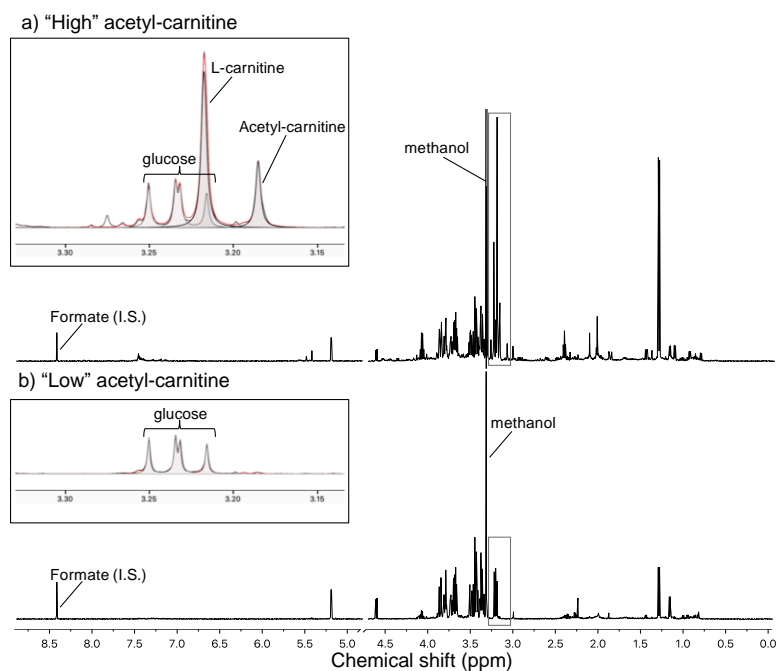 a) “High” acetyl-carnitine
L-carnitine
Acetyl-carnitine
glucose
methanol
3.30 3.25 3.20 3.15
Formate (I.S.)
b) “Low” acetyl-carnitine
glucose
methanol
3.30 3.25 3.20 3.15
Formate (I.S.)
8.5 8.0 7.5 7.0 6.5 6.0 5.5 5.0 4.5 4.0 3.5 3.0 2.5 2.0 1.5 1.0 0.5 0.0
Chemical shift (ppm)